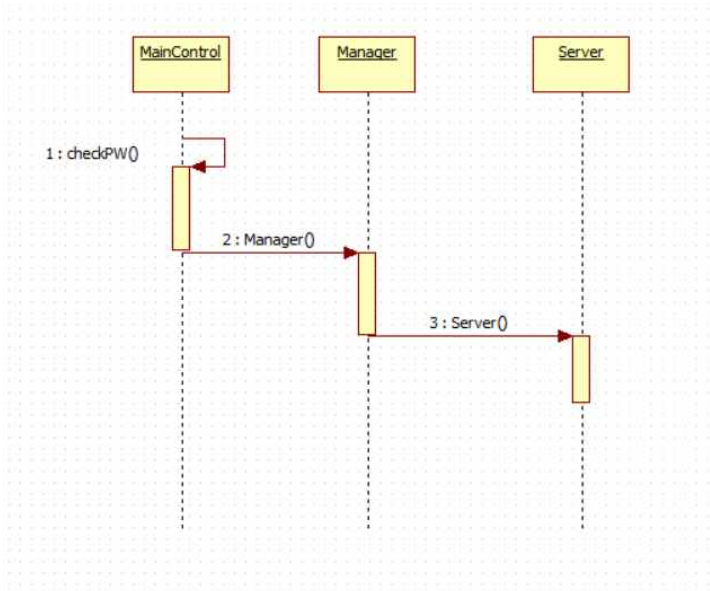 MainControl
Manager
Server
1 : checkPW()
2 : Manager()
3 : Server()